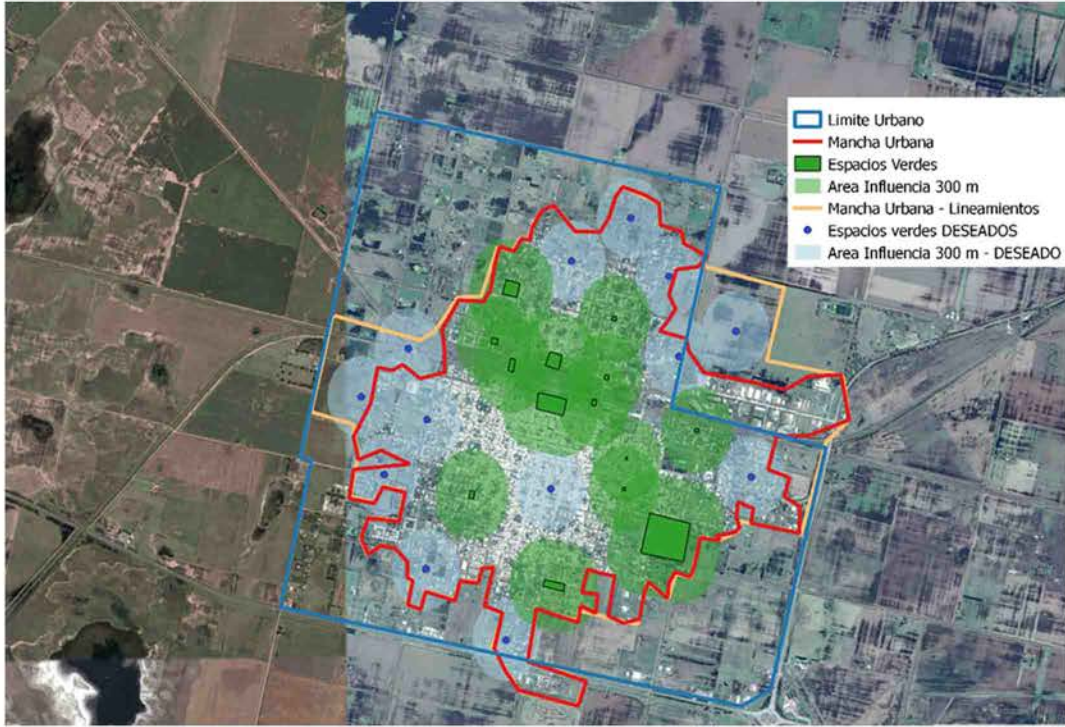 Limite Urbano
Mancha Urbana
Espacios Verdes
Area Influencia 300 m
Mancha Urbana - Lineamientos
Espacios verdes DESEADOS
Area Influencia 300 m - DESEADO